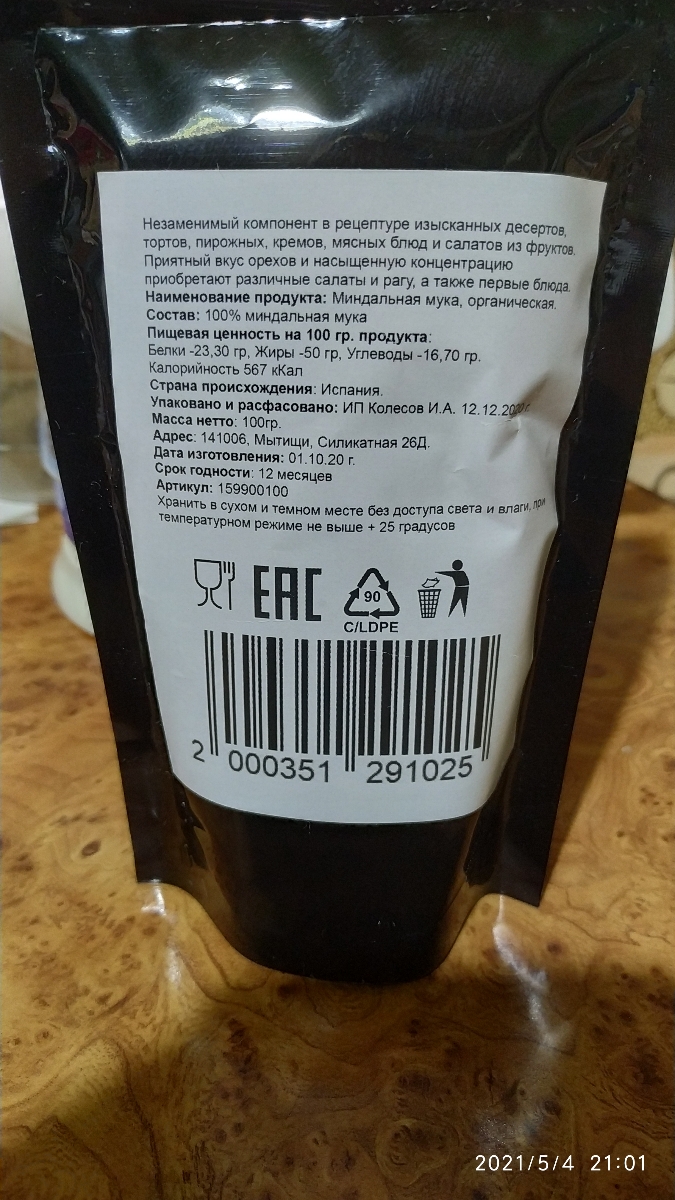 Незаменимый компонент в рецептуре изысканных десертов,
тортов, пирожных, кремов, мясных блюд и салатов из фруктов.
Приятный вкус орехов и насыщенную концентрацию
приобретают различные салаты и рагу, а также первые блюда.
Наименование продукта: Миндальная мука, органическая.
Состав: 100% миндальная мука
Пищевая ценность на 100 гр. продукта:
Белки -23,30 гр, Жиры -50 гр, Углеводы -16,70 гр.
Калорийность 567 кКал
Страна происхождения: Испания.
Упаковано и расфасовано: ИП Колесов И.А. 12.12.2020 г.
Масса нетто: 100гр.
Адрес: 141006, Мытищи, Силикатная 26Д.
Дата изготовления: 01.10.20 г.
Срок годности: 12 месяцев
Артикул: 159900100
Хранить в сухом и темном месте без доступа света и влаги, при
температурном режиме не выше + 25 градусов
EAC
90
C/LDPE
2 000351 291025
2021/5/4 21:01